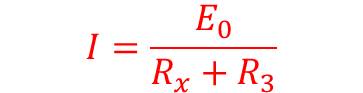 I = E₀ / (Rₓ + R₃)